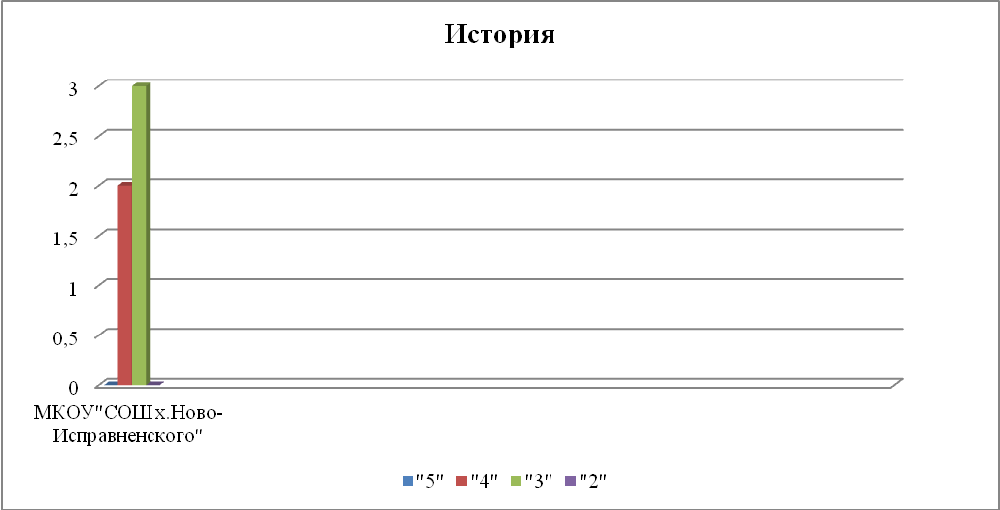 История
3
2,5
2
1,5
1
0,5
0
МКОУ"СОШ х.Ново-
Исправненского"
"5" "4" "3" "2"